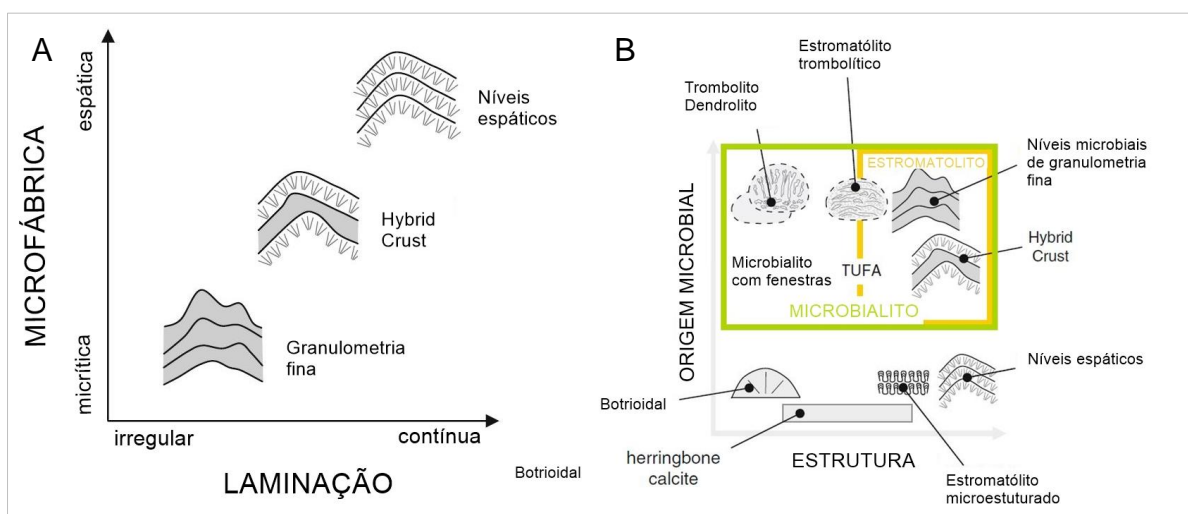 A
MICROFÁBRICA
espática
micrítica
Níveis
espáticos
Hybrid
Crust
Granulometria
fina
irregular
contínua
LAMINAÇÃO
Botrioidal
B
Estromatólito
trombolítico
Trombolito
Dendrolito
Níveis microbiais
de granulometria
fina
ESTROMATOLITO
Hybrid
Crust
Microbialito
com fenestras
TUFA
MICROBIALITO
ORIGEM MICROBIAL
Níveis espáticos
Botrioidal
herringbone
calcite
ESTRUTURA
Estromatólito
microestuturado